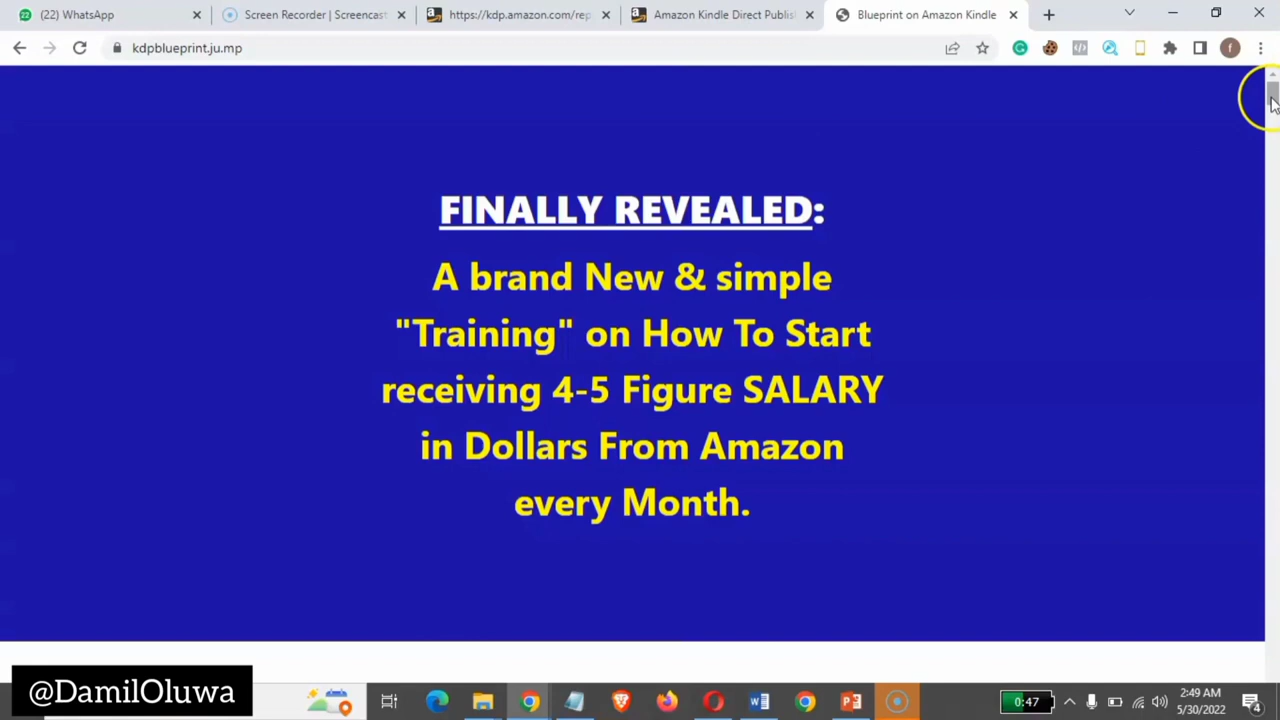 (22) WhatsApp
Screen Recorder | Screencast
https://kdp.amazon.com/rep
Amazon Kindle Direct Publis
Blueprint on Amazon Kindle
kdpblueprint.ju.mp
f
FINALLY REVEALED:
A brand New & simple
"Training" on How To Start
receiving 4-5 Figure SALARY
in Dollars From Amazon
every Month.
@DamilOluwa
0:47
2:49 AM
5/30/2022
4